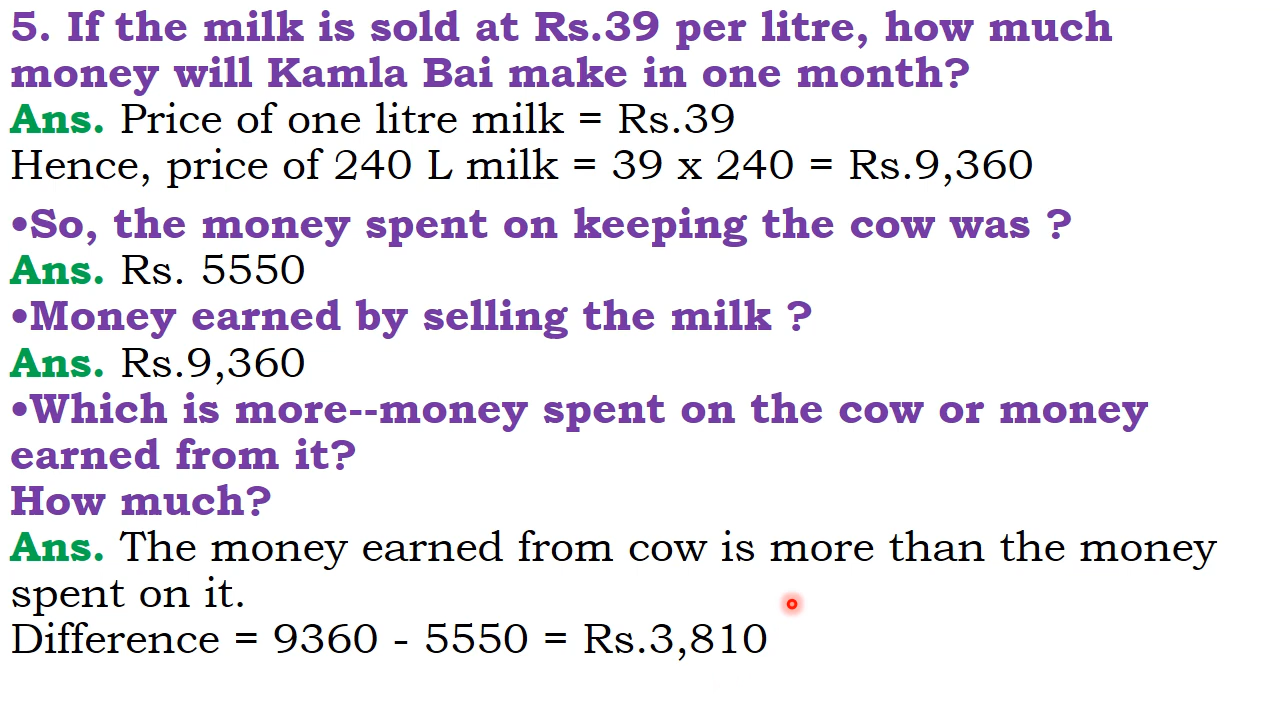 5. If the milk is sold at Rs.39 per litre, how much
money will Kamla Bai make in one month?
Ans. Price of one litre milk = Rs.39
Hence, price of 240 L milk = 39 x 240 = Rs.9,360
•So, the money spent on keeping the cow was ?
Ans. Rs. 5550
•Money earned by selling the milk ?
Ans. Rs.9,360
•Which is more--money spent on the cow or money
earned from it?
How much?
Ans. The money earned from cow is more than the money
spent on it.
Difference = 9360 - 5550 = Rs.3,810